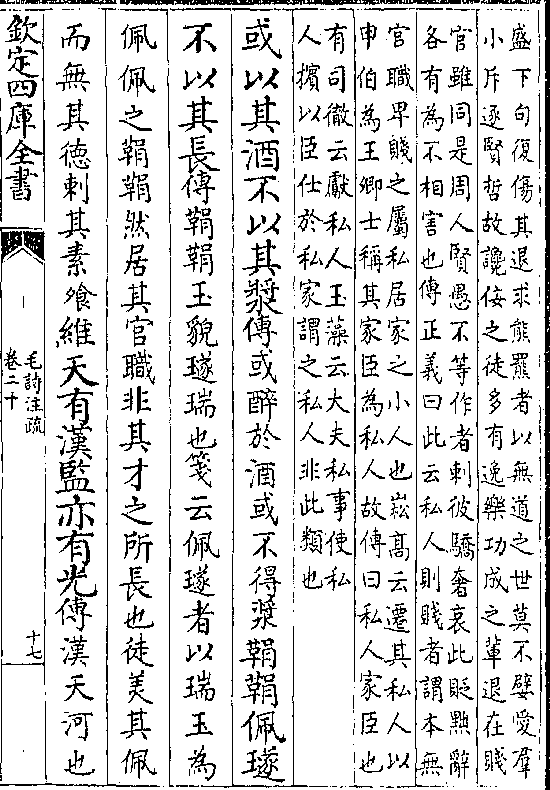 盛下句復傷其退求熊羆者以無道之世莫不嬖愛羣
小斥逐賢哲故讒佞之徒多有逸樂功成之輩退在賤
官雖同是周人賢愚不等作者刺彼驕奢哀此貶黜辭
各有為不相害也傳正義曰此云私人則賤者謂本無
官職卑賤之屬私居家之小人也崧高云遷其私人以
申伯為王卿士稱其家臣為私人故傳曰私人家臣也
有司徹云獻私人玉藻云大夫私事使私
人擯以臣仕於私家謂之私人非此類也
或以其酒不以其漿傳或醉於酒或不得漿鞙鞙佩璲
不以其長傳鞙鞙玉貌璲瑞也箋云佩璲者以瑞玉為
佩佩之鞙鞙然居其官職非其才之所長也徒美其佩
而無其德刺其素飱維天有漢監亦有光傳漢天河也
欽定四庫全書
毛詩注疏
卷二十
十七